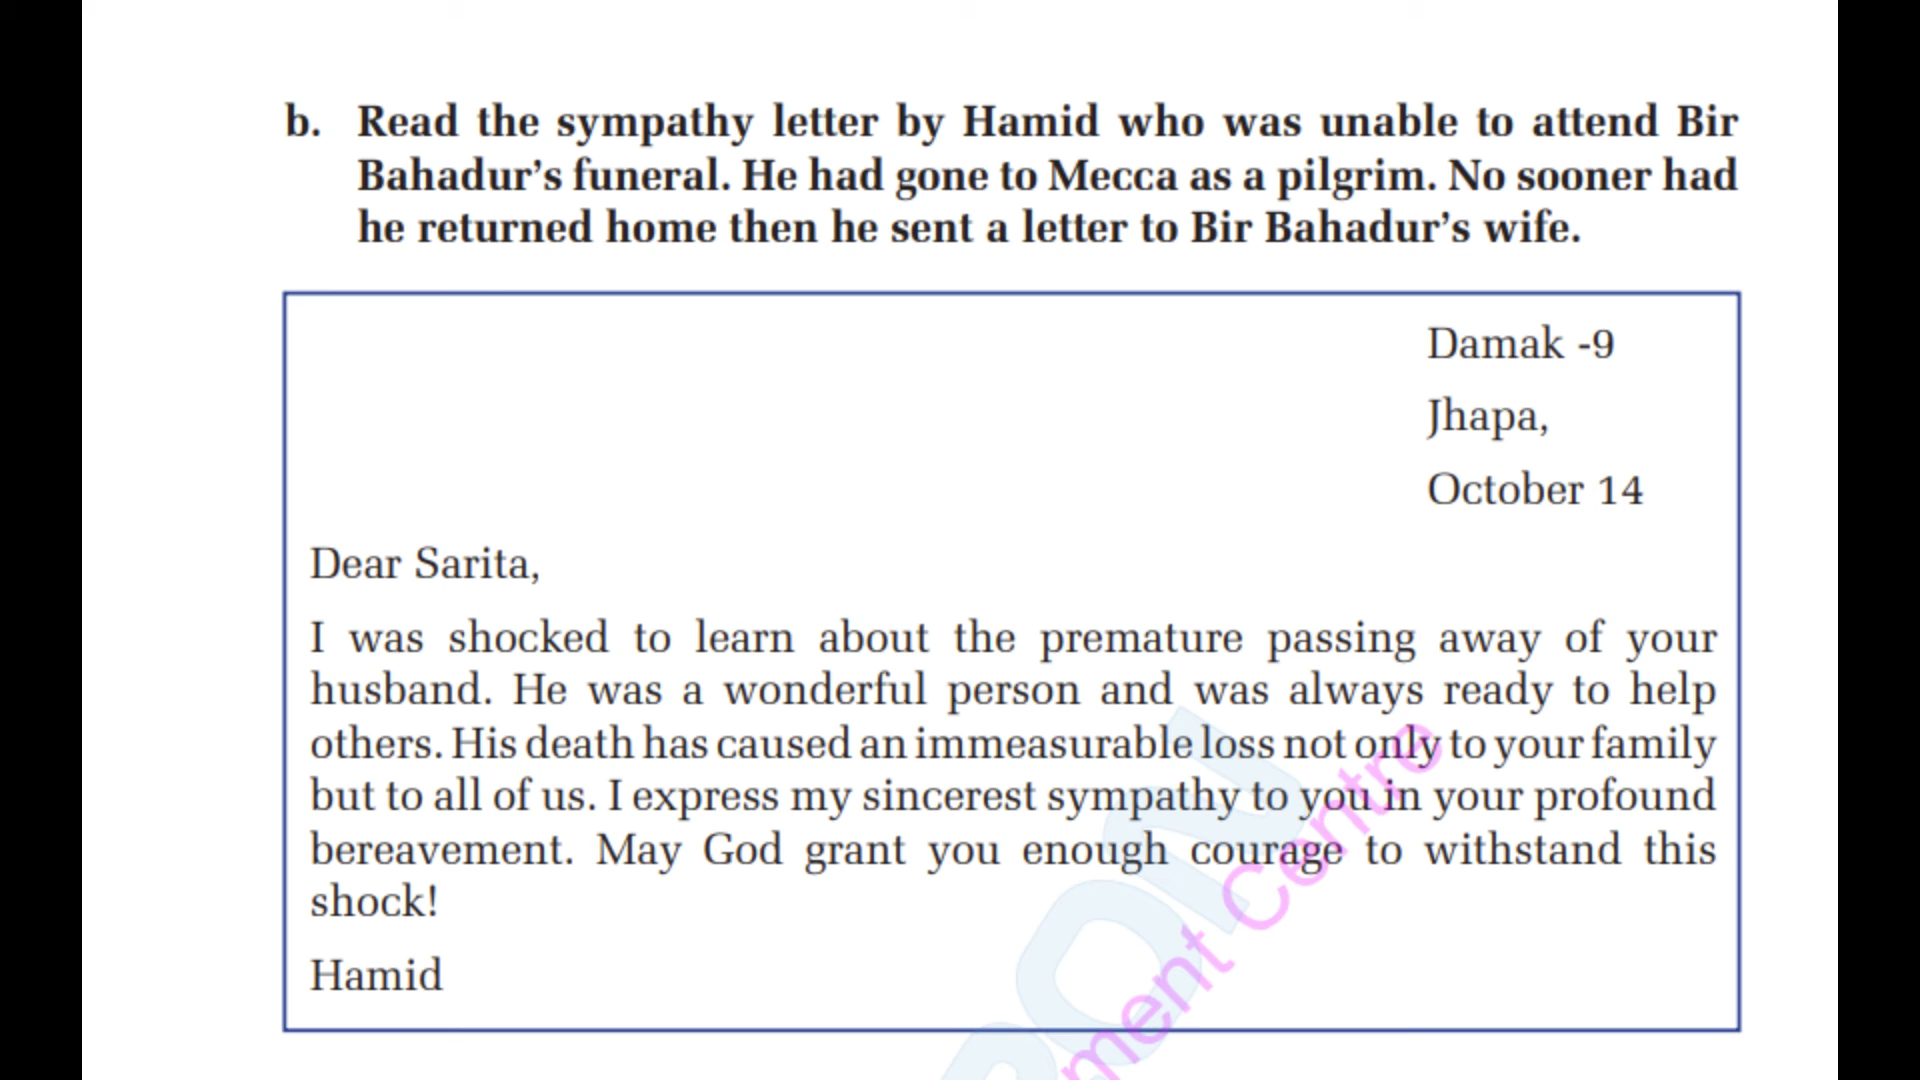 b. Read the sympathy letter by Hamid who was unable to attend Bir
Bahadur’s funeral. He had gone to Mecca as a pilgrim. No sooner had
he returned home then he sent a letter to Bir Bahadur’s wife.
Damak -9
Jhapa,
October 14
Dear Sarita,
I was shocked to learn about the premature passing away of your
husband. He was a wonderful person and was always ready to help
others. His death has caused an immeasurable loss not only to your family
but to all of us. I express my sincerest sympathy to you in your profound
bereavement. May God grant you enough courage to withstand this
shock!
Hamid
Centre